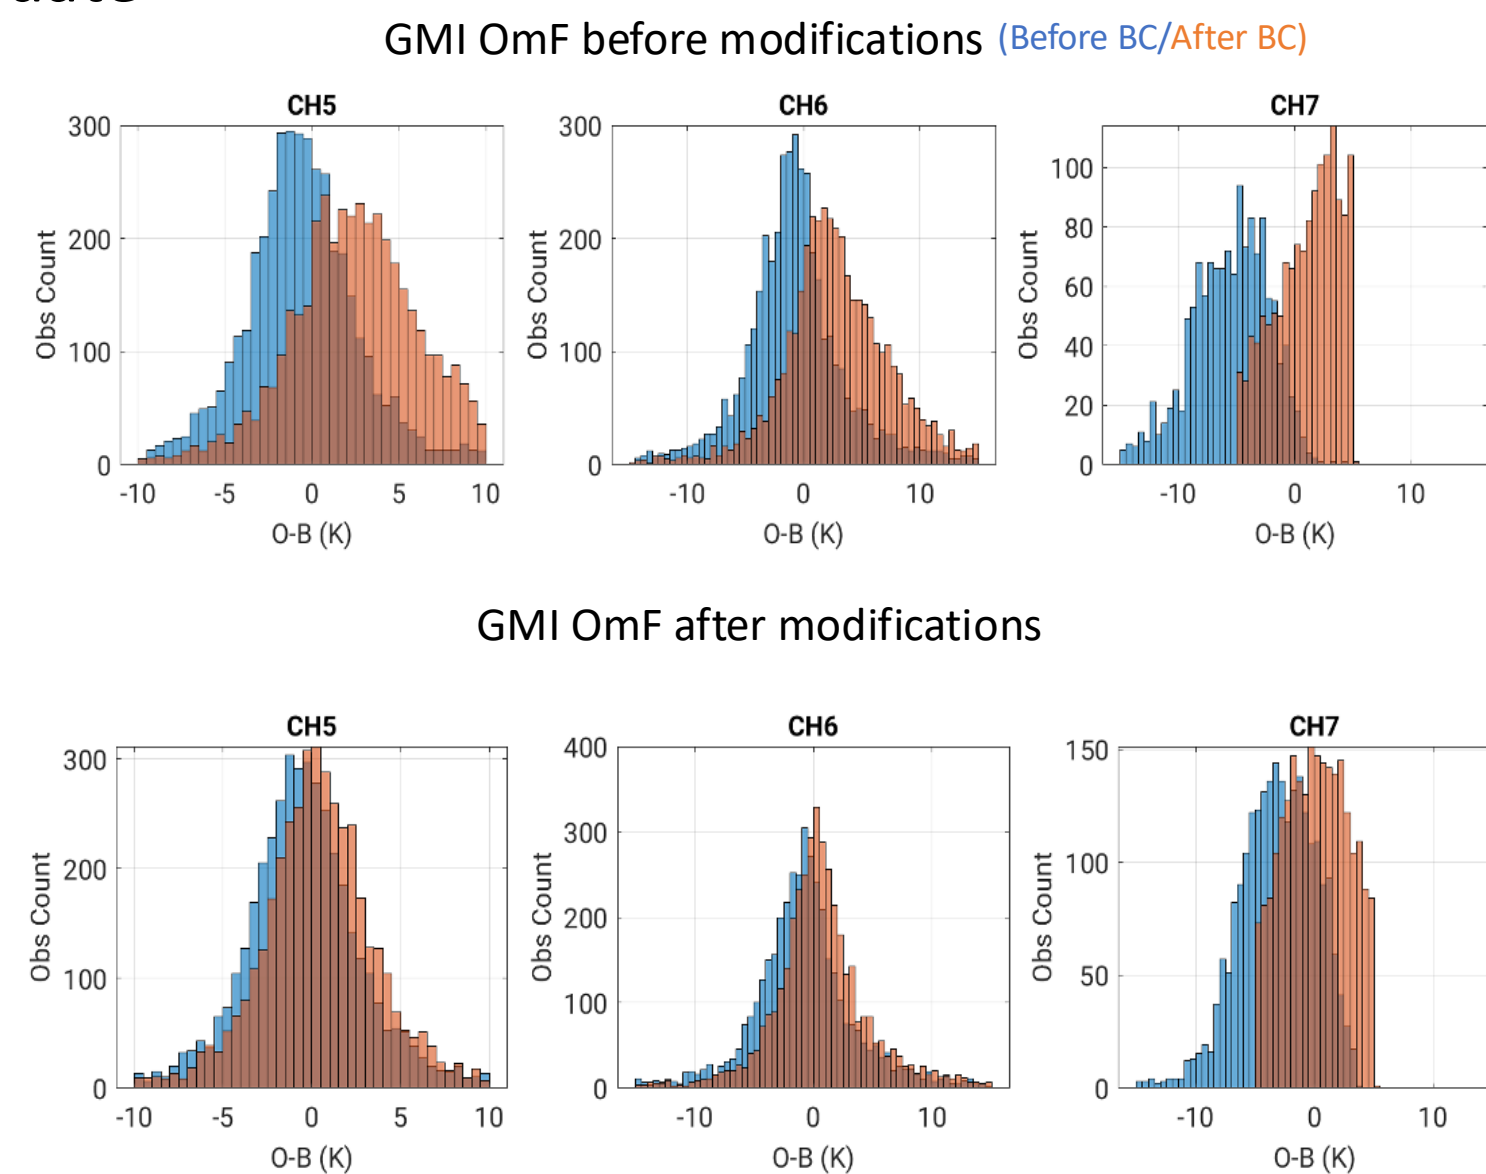 GMI OmF before modifications (Before BC/After BC)
CH5 CH6 CH7
300 300
100
200 200 80
60
100 100 40
20
0 0 0
Obs Count Obs Count Obs Count
-10 -5 0 5 10 -10 0 10 -10 0 10
O-B (K) O-B (K) O-B (K)
GMI OmF after modifications
CH5 CH6 CH7
300 400 150
300
200 100
200
100 50
100
0 0 0
Obs Count Obs Count Obs Count
-10 -5 0 5 10 -10 0 10 -10 0 10
O-B (K) O-B (K) O-B (K)